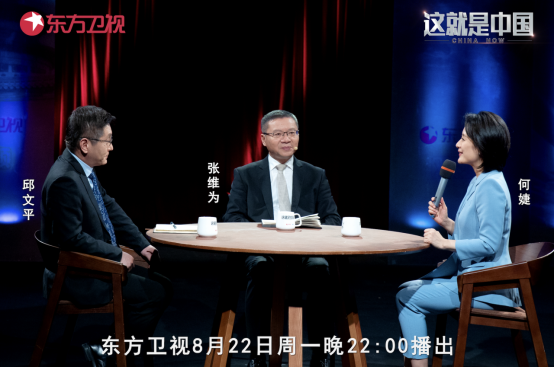 东方卫视
这就是中国
CHINA NOW
邱文平
张维为
何婕
东方卫视8月22日周一晚22:00播出